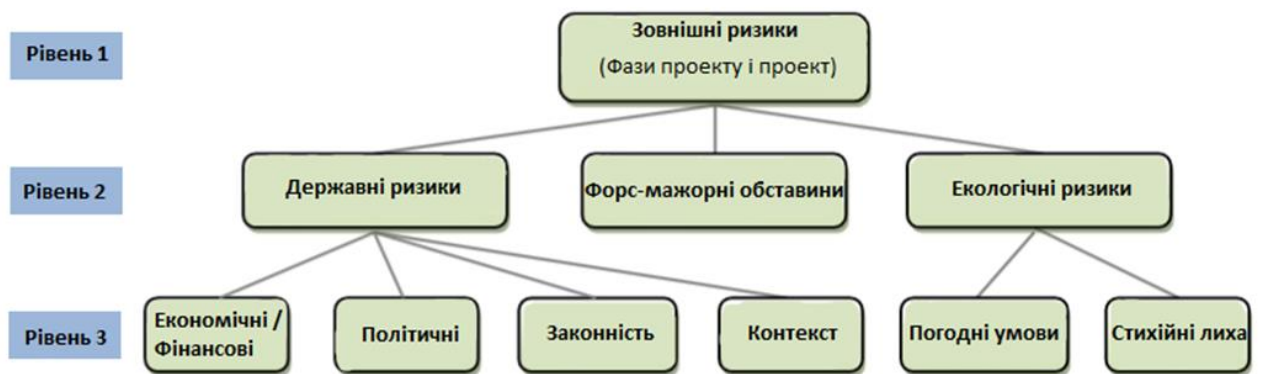 Рівень 1
Зовнішні ризики
(Фази проекту і проект)
Рівень 2
Державні ризики
Форс-мажорні обставини
Екологічні ризики
Рівень 3
Економічні /
Фінансові
Політичні
Законність
Контекст
Погодні умови
Стихійні лиха